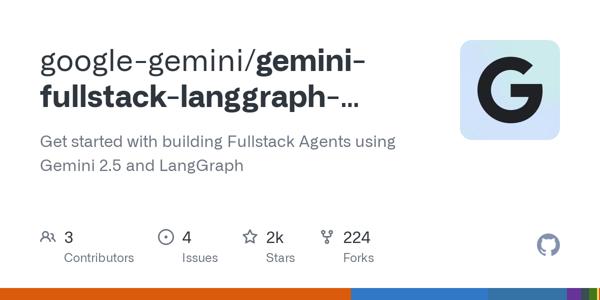 google-gemini/gemini-
fullstack-langgraph-...
G
Get started with building Fullstack Agents using
Gemini 2.5 and LangGraph
3
Contributors
4
Issues
2k
Stars
224
Forks